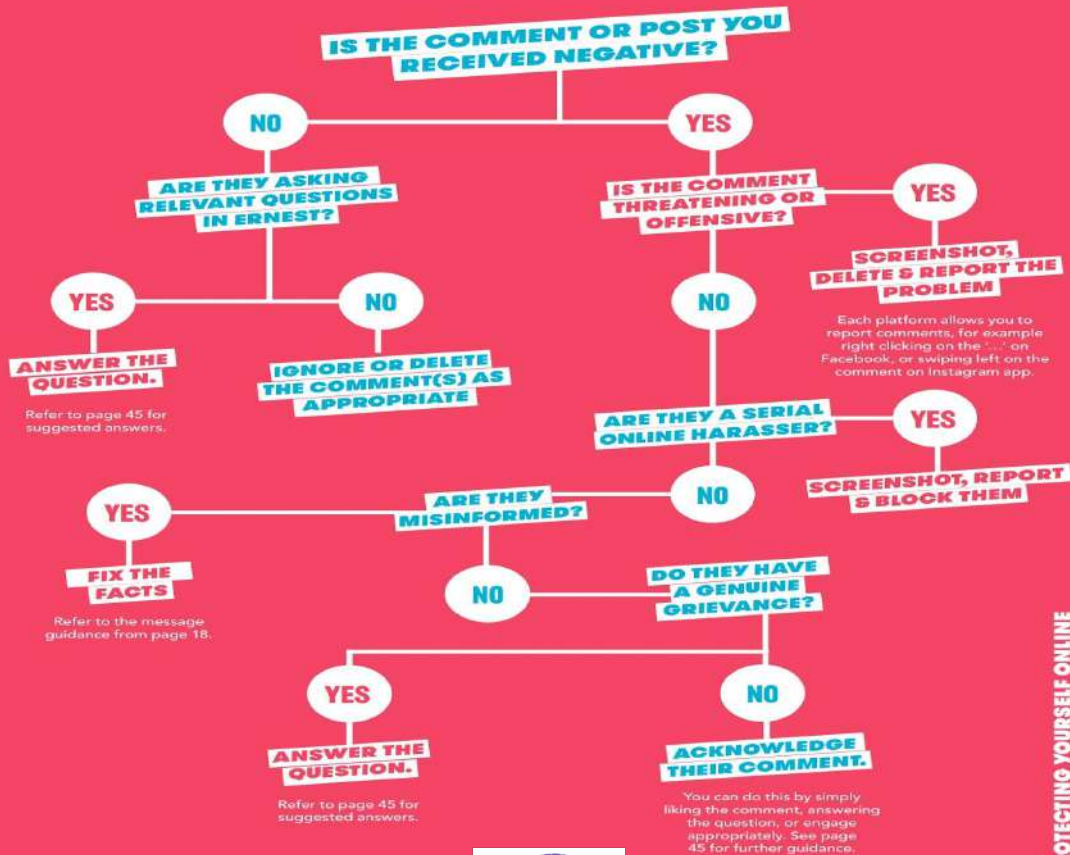 IS THE COMMENT OR POST YOU
RECEIVED NEGATIVE?
NO
YES
ARE THEY ASKING
RELEVANT QUESTIONS
IN ERNEST?
IS THE COMMENT
THREATENING OR
OFFENSIVE?
YES
SCREENSHOT,
DELETE & REPORT THE
PROBLEM
Each platform allows you to
report comments, for example
right clicking on the '...' on
Facebook, or swiping left on the
comment on Instagram app.
YES
NO
NO
ANSWER THE
QUESTION.
Refer to page 45 for
suggested answers.
IGNORE OR DELETE
THE COMMENT(S) AS
APPROPRIATE
ARE THEY A SERIAL
ONLINE HARASSER?
YES
SCREENSHOT, REPORT
& BLOCK THEM
NO
ARE THEY
MISINFORMED?
YES
FIX THE
FACTS
Refer to the message
guidance from page 18.
NO
DO THEY HAVE
A GENUINE
GRIEVANCE?
YES
ANSWER THE
QUESTION.
Refer to page 45 for
suggested answers.
NO
ACKNOWLEDGE
THEIR COMMENT.
You can do this by simply
liking the comment, answering
the question, or engage
appropriately. See page
45 for further guidance.
OTECTING YOURSELF ONLINE